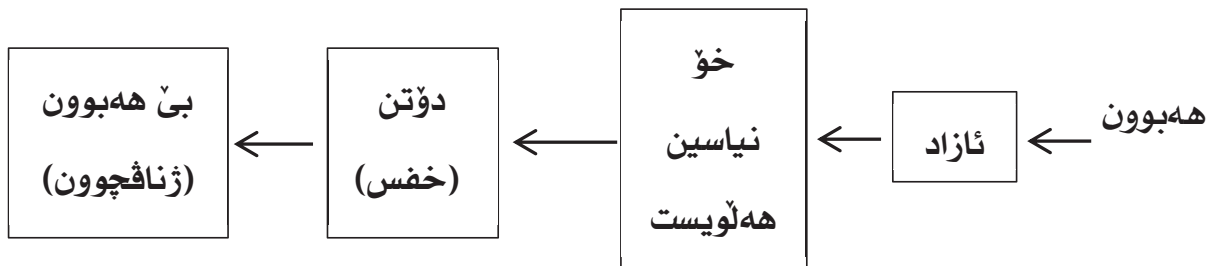 هەبوون
ئازاد
خۆ
نیاسین
هەڵویست
دۆتن
(خفس)
بێ هەبوون
(ژناڤچوون)